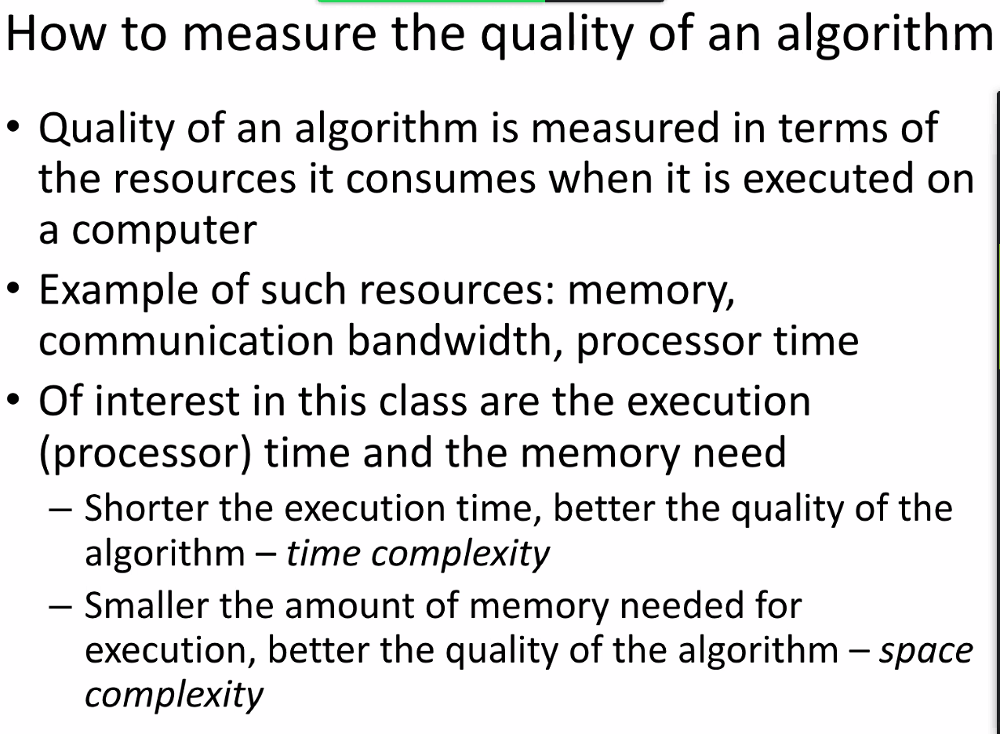 How to measure the quality of an algorithm
• Quality of an algorithm is measured in terms of
the resources it consumes when it is executed on
a computer
• Example of such resources: memory,
communication bandwidth, processor time
• Of interest in this class are the execution
(processor) time and the memory need
– Shorter the execution time, better the quality of the
algorithm – time complexity
– Smaller the amount of memory needed for
execution, better the quality of the algorithm – space
complexity